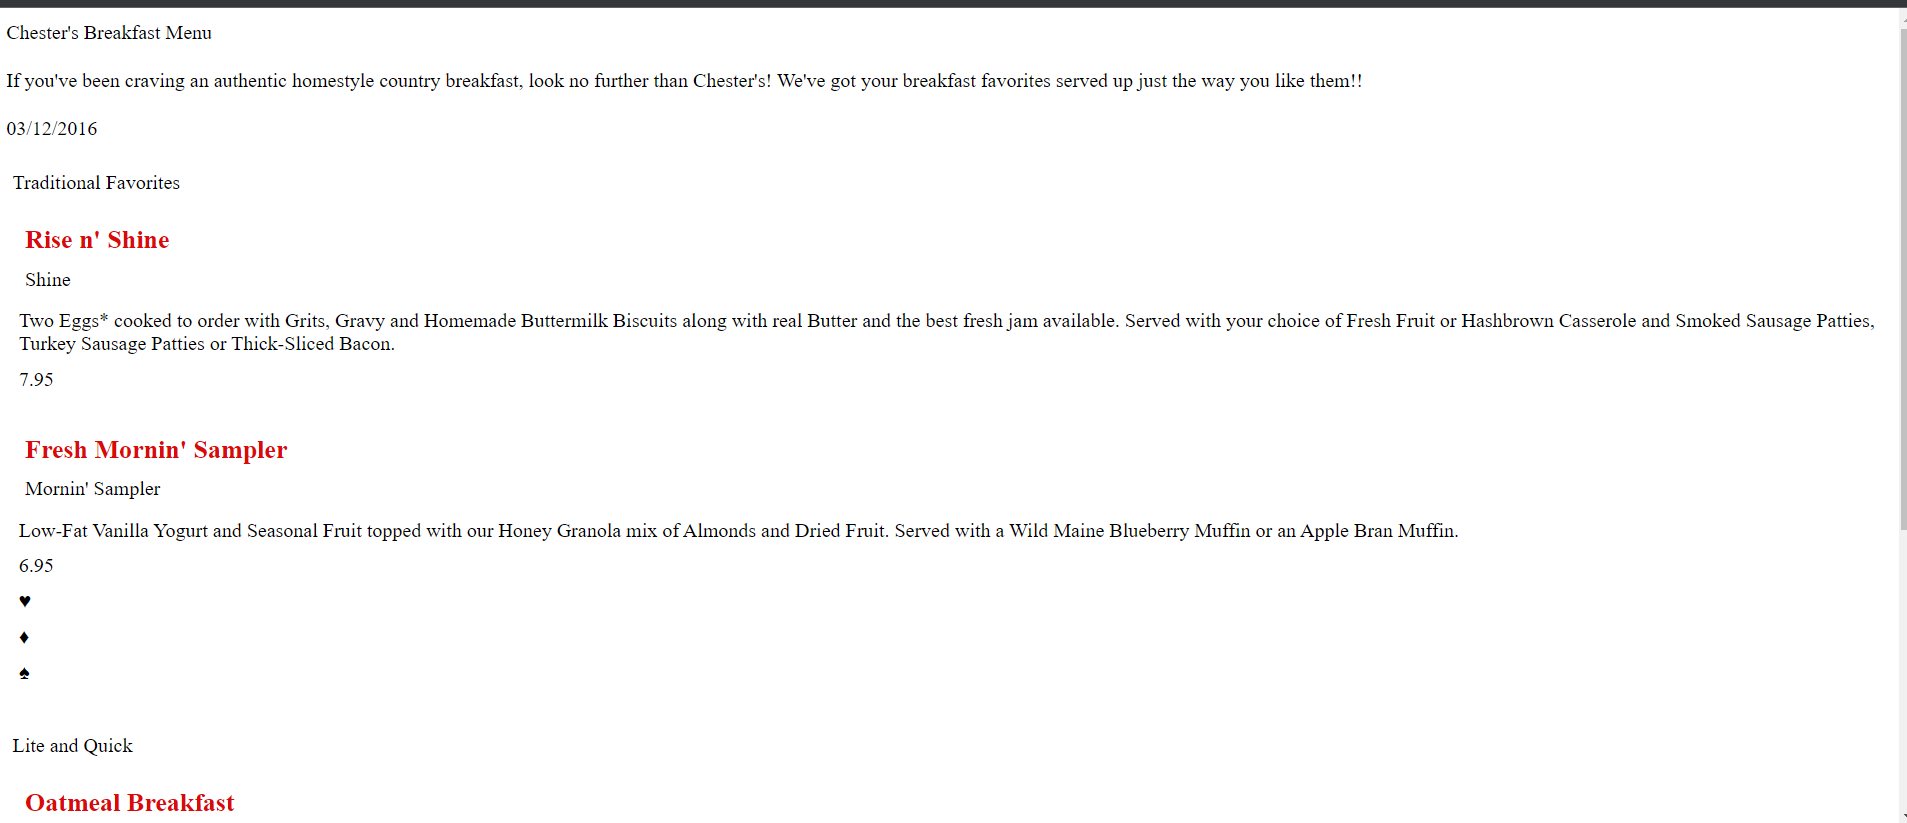 Chester's Breakfast Menu
If you've been craving an authentic homestyle country breakfast, look no further than Chester's! We've got your breakfast favorites served up just the way you like them!!
03/12/2016
Traditional Favorites
Rise n' Shine
Shine
Two Eggs* cooked to order with Grits, Gravy and Homemade Buttermilk Biscuits along with real Butter and the best fresh jam available. Served with your choice of Fresh Fruit or Hashbrown Casserole and Smoked Sausage Patties,
Turkey Sausage Patties or Thick-Sliced Bacon.
7.95
Fresh Mornin' Sampler
Mornin' Sampler
Low-Fat Vanilla Yogurt and Seasonal Fruit topped with our Honey Granola mix of Almonds and Dried Fruit. Served with a Wild Maine Blueberry Muffin or an Apple Bran Muffin.
6.95
♥
♦
♠
Lite and Quick
Oatmeal Breakfast